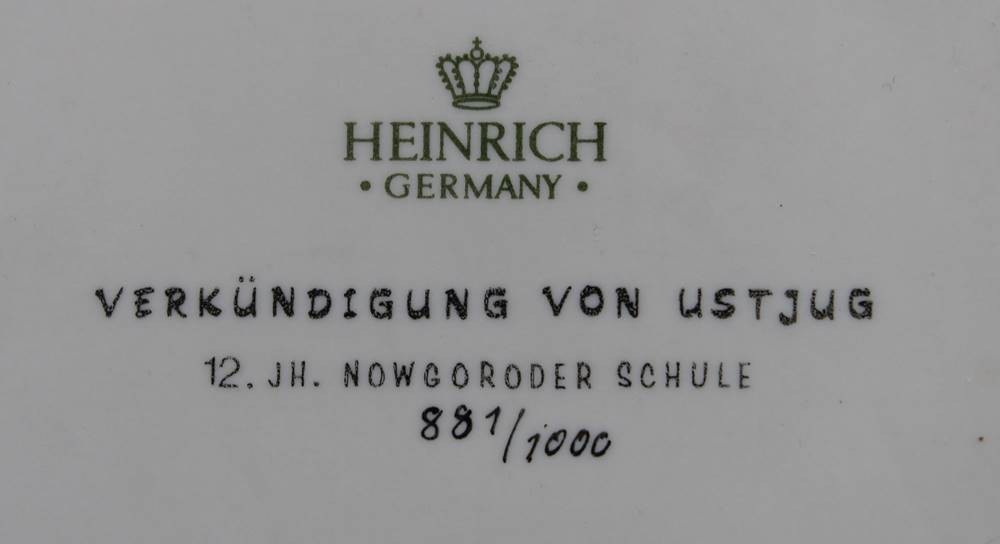 HEINRICH
• GERMANY •
VERKÜNDIGUNG VON USTJUG
12. JH. NOWGORODER SCHULE
881/1000